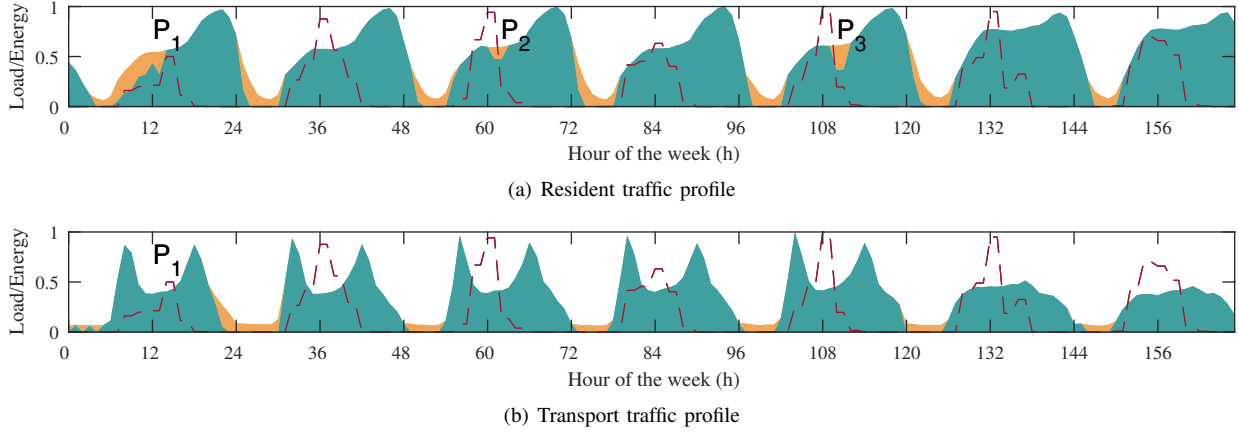 Load/Energy
1
0.5
0
P1
P2
P3
0 12 24 36 48 60 72 84 96 108 120 132 144 156
Hour of the week (h)
(a) Resident traffic profile
Load/Energy
1
0.5
0
P1
0 12 24 36 48 60 72 84 96 108 120 132 144 156
Hour of the week (h)
(b) Transport traffic profile